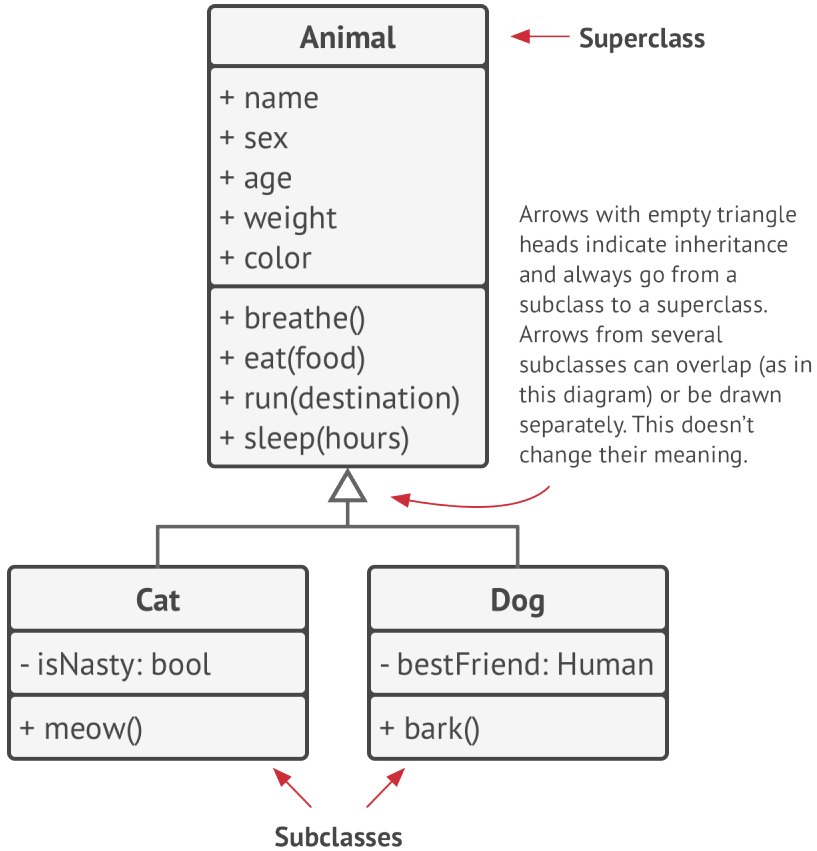 Animal
Superclass
+ name
+ sex
+ age
+ weight
+ color
+ breathe()
+ eat(food)
+ run(destination)
+ sleep(hours)
Arrows with empty triangle
heads indicate inheritance
and always go from a
subclass to a superclass.
Arrows from several
subclasses can overlap (as in
this diagram) or be drawn
separately. This doesn’t
change their meaning.
Cat
- isNasty: bool
+ meow()
Dog
- bestFriend: Human
+ bark()
Subclasses